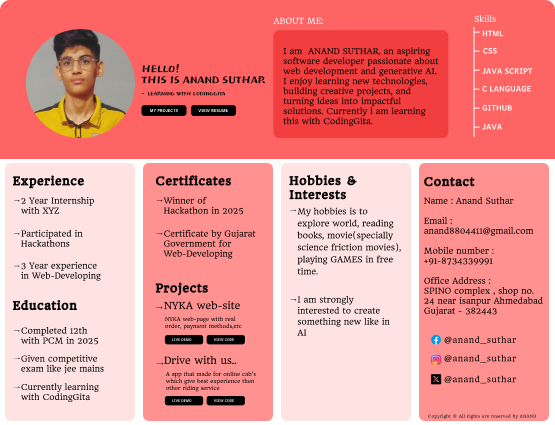 HELLO!
THIS IS ANAND SUTHAR
- LEARNING WITH CODINGGITA
MY PROJECTS
VIEW RESUME
ABOUT ME:
I am ANAND SUTHAR, an aspiring
software developer passionate about
web development and generative AI.
I enjoy learning new technologies,
building creative projects, and
turning ideas into impactful
solutions. Currently i am learning
this with CodingGita.
Skills
HTML
CSS
JAVA SCRIPT
C LANGUAGE
GITHUB
JAVA
Experience
→2 Year Internship
with XYZ
→Participated in
Hackathons
→3 Year experience
in Web-Developing
Education
→Completed 12th
with PCM in 2025
→Given competitive
exam like jee mains
→Currently learning
with CodingGita
Certificates
→Winner of
Hackathon in 2025
→Certificate by Gujarat
Government for
Web-Developing
Projects
→NYKA web-site
NYKA web-page with real
order, payment methods,etc
LIVE DEMO
VIEW CODE
→Drive with us..
A app that made for online cab's
which give best experience then
other riding service
LIVE DEMO
VIEW CODE
Hobbies &
Interests
→My hobbies is to
explore world, reading
books, movie(specially
science friction movies),
playing GAMES in free
time.
→I am strongly
interested to create
something new like in
AI
Contact
Name : Anand Suthar
Email :
anand8804411@gmail.com
Mobile number :
+91-8734339991
Office Address :
SPINO complex , shop no.
24 near isanpur Ahmedabad
Gujarat - 382443
@anand_suthar
@anand_suthar
@anand_suthar
Copyright © All rights are reserved by ANAND